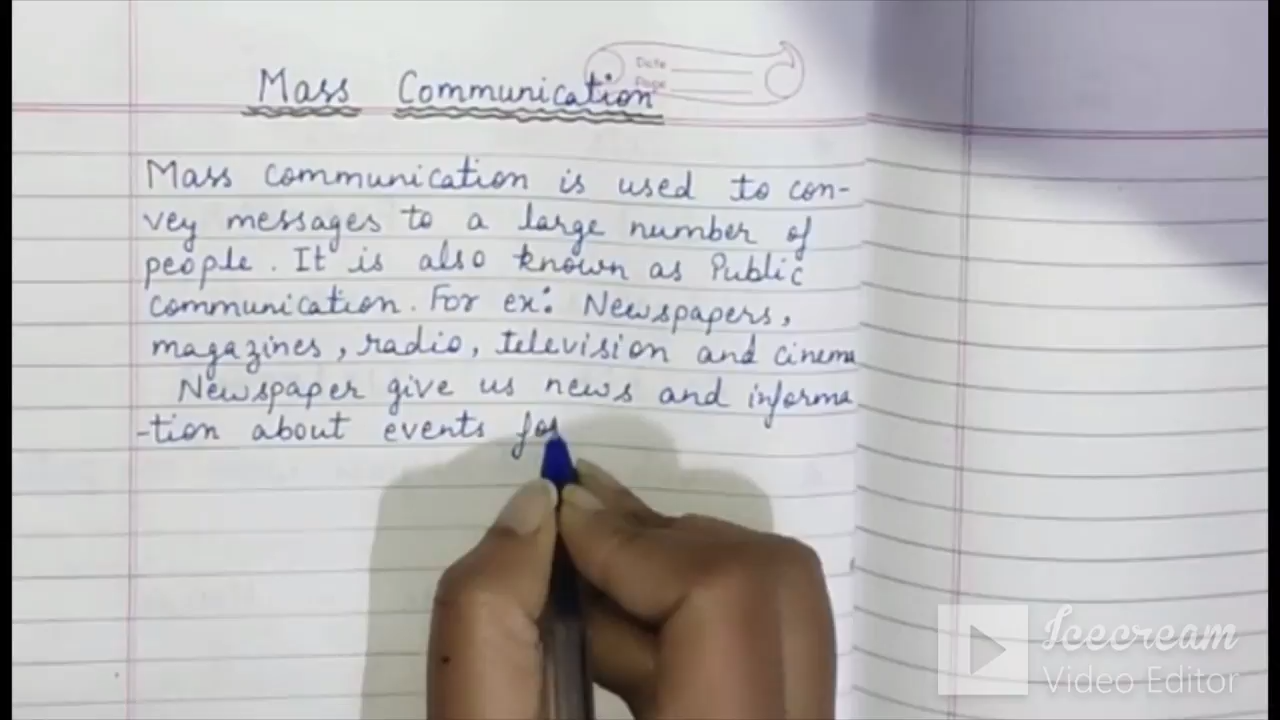 Date
Page
Mass Communication
Mass communication is used to con-
vey messages to a large number of
people. It is also known as Public
communication. For ex: Newspapers,
magazines, radio, television and cinema
Newspaper give us news and informa
-tion about events
Icecream
Video Editor